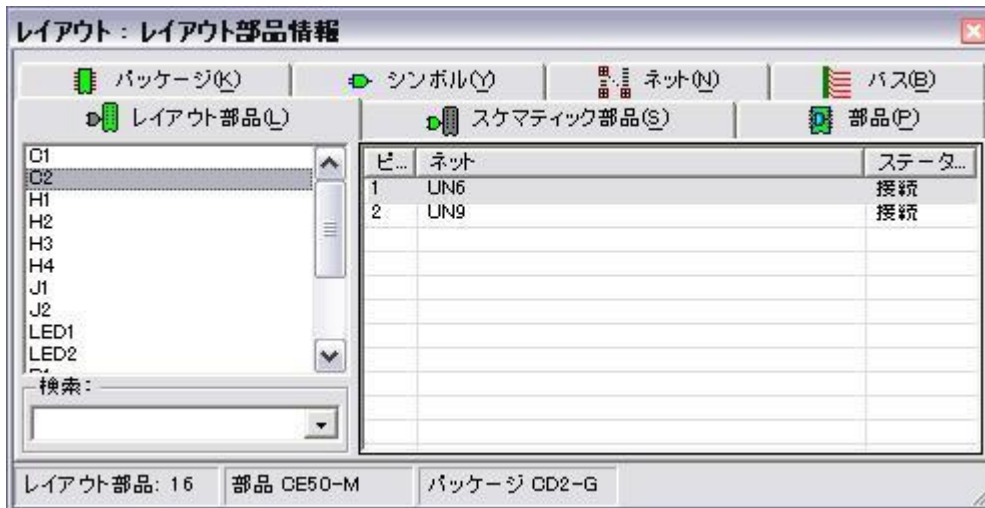 レイアウト : レイアウト部品情報
パッケージ(K) シンボル(Y) ネット(N) バス(B)
レイアウト部品(L) スケマティック部品(S) 部品(P)
C1
C2
H1
H2
H3
H4
J1
J2
LED1
LED2
検索:
ピ... ネット ステータ...
1 UN6 接続
2 UN9 接続
レイアウト部品: 16 部品 CE50-M パッケージ CD2-G